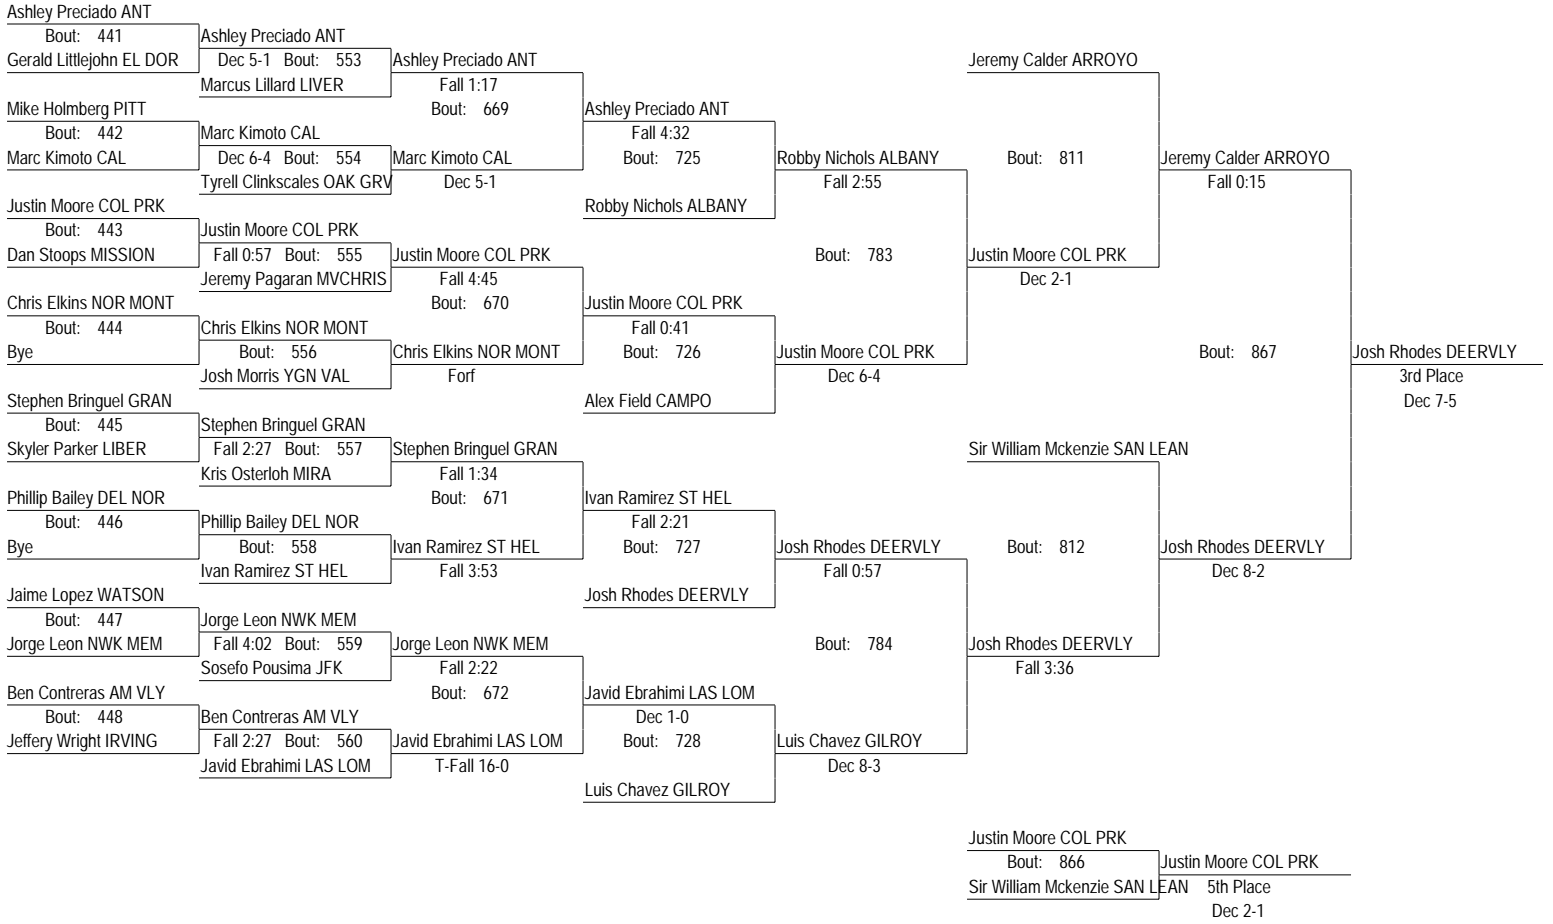 Ashley Preciado ANT
Bout: 441
Ashley Preciado ANT
Gerald Littlejohn EL DOR
Dec 5-1 Bout: 553
Ashley Preciado ANT
Jeremy Calder ARROYO
Marcus Lillard LIVER
Fall 1:17
Mike Holmberg PITT
Bout: 669
Ashley Preciado ANT
Bout: 442
Marc Kimoto CAL
Fall 4:32
Marc Kimoto CAL
Dec 6-4 Bout: 554
Marc Kimoto CAL
Bout: 725
Robby Nichols ALBANY
Bout: 811
Jeremy Calder ARROYO
Tyrell Clinkscales OAK GRV
Dec 5-1
Fall 2:55
Fall 0:15
Justin Moore COL PRK
Robby Nichols ALBANY
Bout: 443
Justin Moore COL PRK
Dan Stoops MISSION
Fall 0:57 Bout: 555
Justin Moore COL PRK
Bout: 783
Justin Moore COL PRK
Jeremy Pagaran MVCHRIS
Fall 4:45
Dec 2-1
Chris Elkins NOR MONT
Bout: 670
Justin Moore COL PRK
Bout: 444
Chris Elkins NOR MONT
Fall 0:41
Bye
Bout: 556
Chris Elkins NOR MONT
Bout: 726
Justin Moore COL PRK
Bout: 867
Josh Rhodes DEERVLY
Josh Morris YGN VAL
Forf
Dec 6-4
3rd Place
Stephen Bringuel GRAN
Alex Field CAMPO
Dec 7-5
Bout: 445
Stephen Bringuel GRAN
Skyler Parker LIBER
Fall 2:27 Bout: 557
Stephen Bringuel GRAN
Sir William Mckenzie SAN LEAN
Kris Osterloh MIRA
Fall 1:34
Phillip Bailey DEL NOR
Bout: 671
Ivan Ramirez ST HEL
Bout: 446
Phillip Bailey DEL NOR
Fall 2:21
Bye
Bout: 558
Ivan Ramirez ST HEL
Bout: 727
Josh Rhodes DEERVLY
Bout: 812
Josh Rhodes DEERVLY
Ivan Ramirez ST HEL
Fall 3:53
Fall 0:57
Dec 8-2
Jaime Lopez WATSON
Josh Rhodes DEERVLY
Bout: 447
Jorge Leon NWK MEM
Jorge Leon NWK MEM
Fall 4:02 Bout: 559
Jorge Leon NWK MEM
Bout: 784
Josh Rhodes DEERVLY
Sosefo Pousima JFK
Fall 2:22
Fall 3:36
Ben Contreras AM VLY
Bout: 672
Javid Ebrahimi LAS LOM
Bout: 448
Ben Contreras AM VLY
Dec 1-0
Jeffery Wright IRVING
Fall 2:27 Bout: 560
Javid Ebrahimi LAS LOM
Bout: 728
Luis Chavez GILROY
Javid Ebrahimi LAS LOM
T-Fall 16-0
Dec 8-3
Luis Chavez GILROY
Justin Moore COL PRK
Bout: 866
Justin Moore COL PRK
Sir William Mckenzie SAN LEAN
5th Place
Dec 2-1